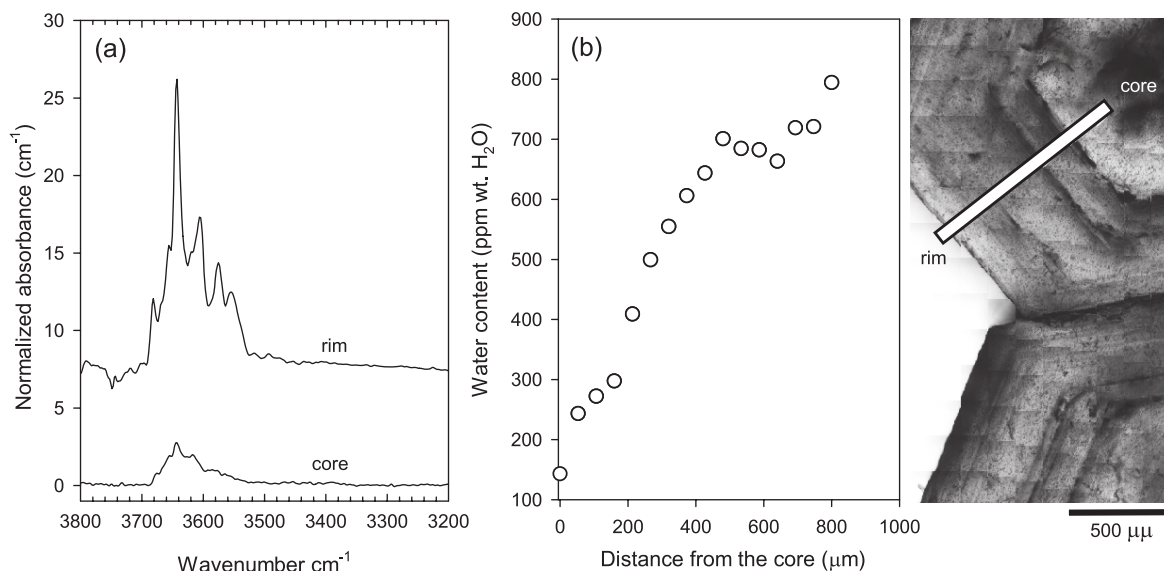 (a)
30
25
20
15
10
5
0
Normalized absorbance (cm⁻¹)
rim
core
3800 3700 3600 3500 3400 3300 3200
Wavenumber cm⁻¹
(b)
900
800
700
600
500
400
300
200
100
Water content (ppm wt. H₂O)
0 200 400 600 800 1000
Distance from the core (μm)
core
rim
500 μμ